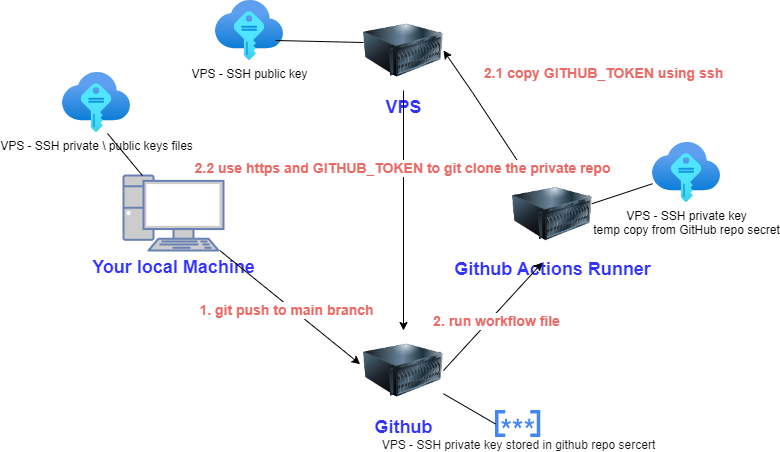 VPS - SSH public key
2.1 copy GITHUB_TOKEN using ssh
VPS
VPS - SSH private \ public keys files
2.2 use https and GITHUB_TOKEN to git clone the private repo
VPS - SSH private key
temp copy from GitHub repo secret
Your local Machine
Github Actions Runner
1. git push to main branch
2. run workflow file
Github
[***]
VPS - SSH private key stored in github repo sercert